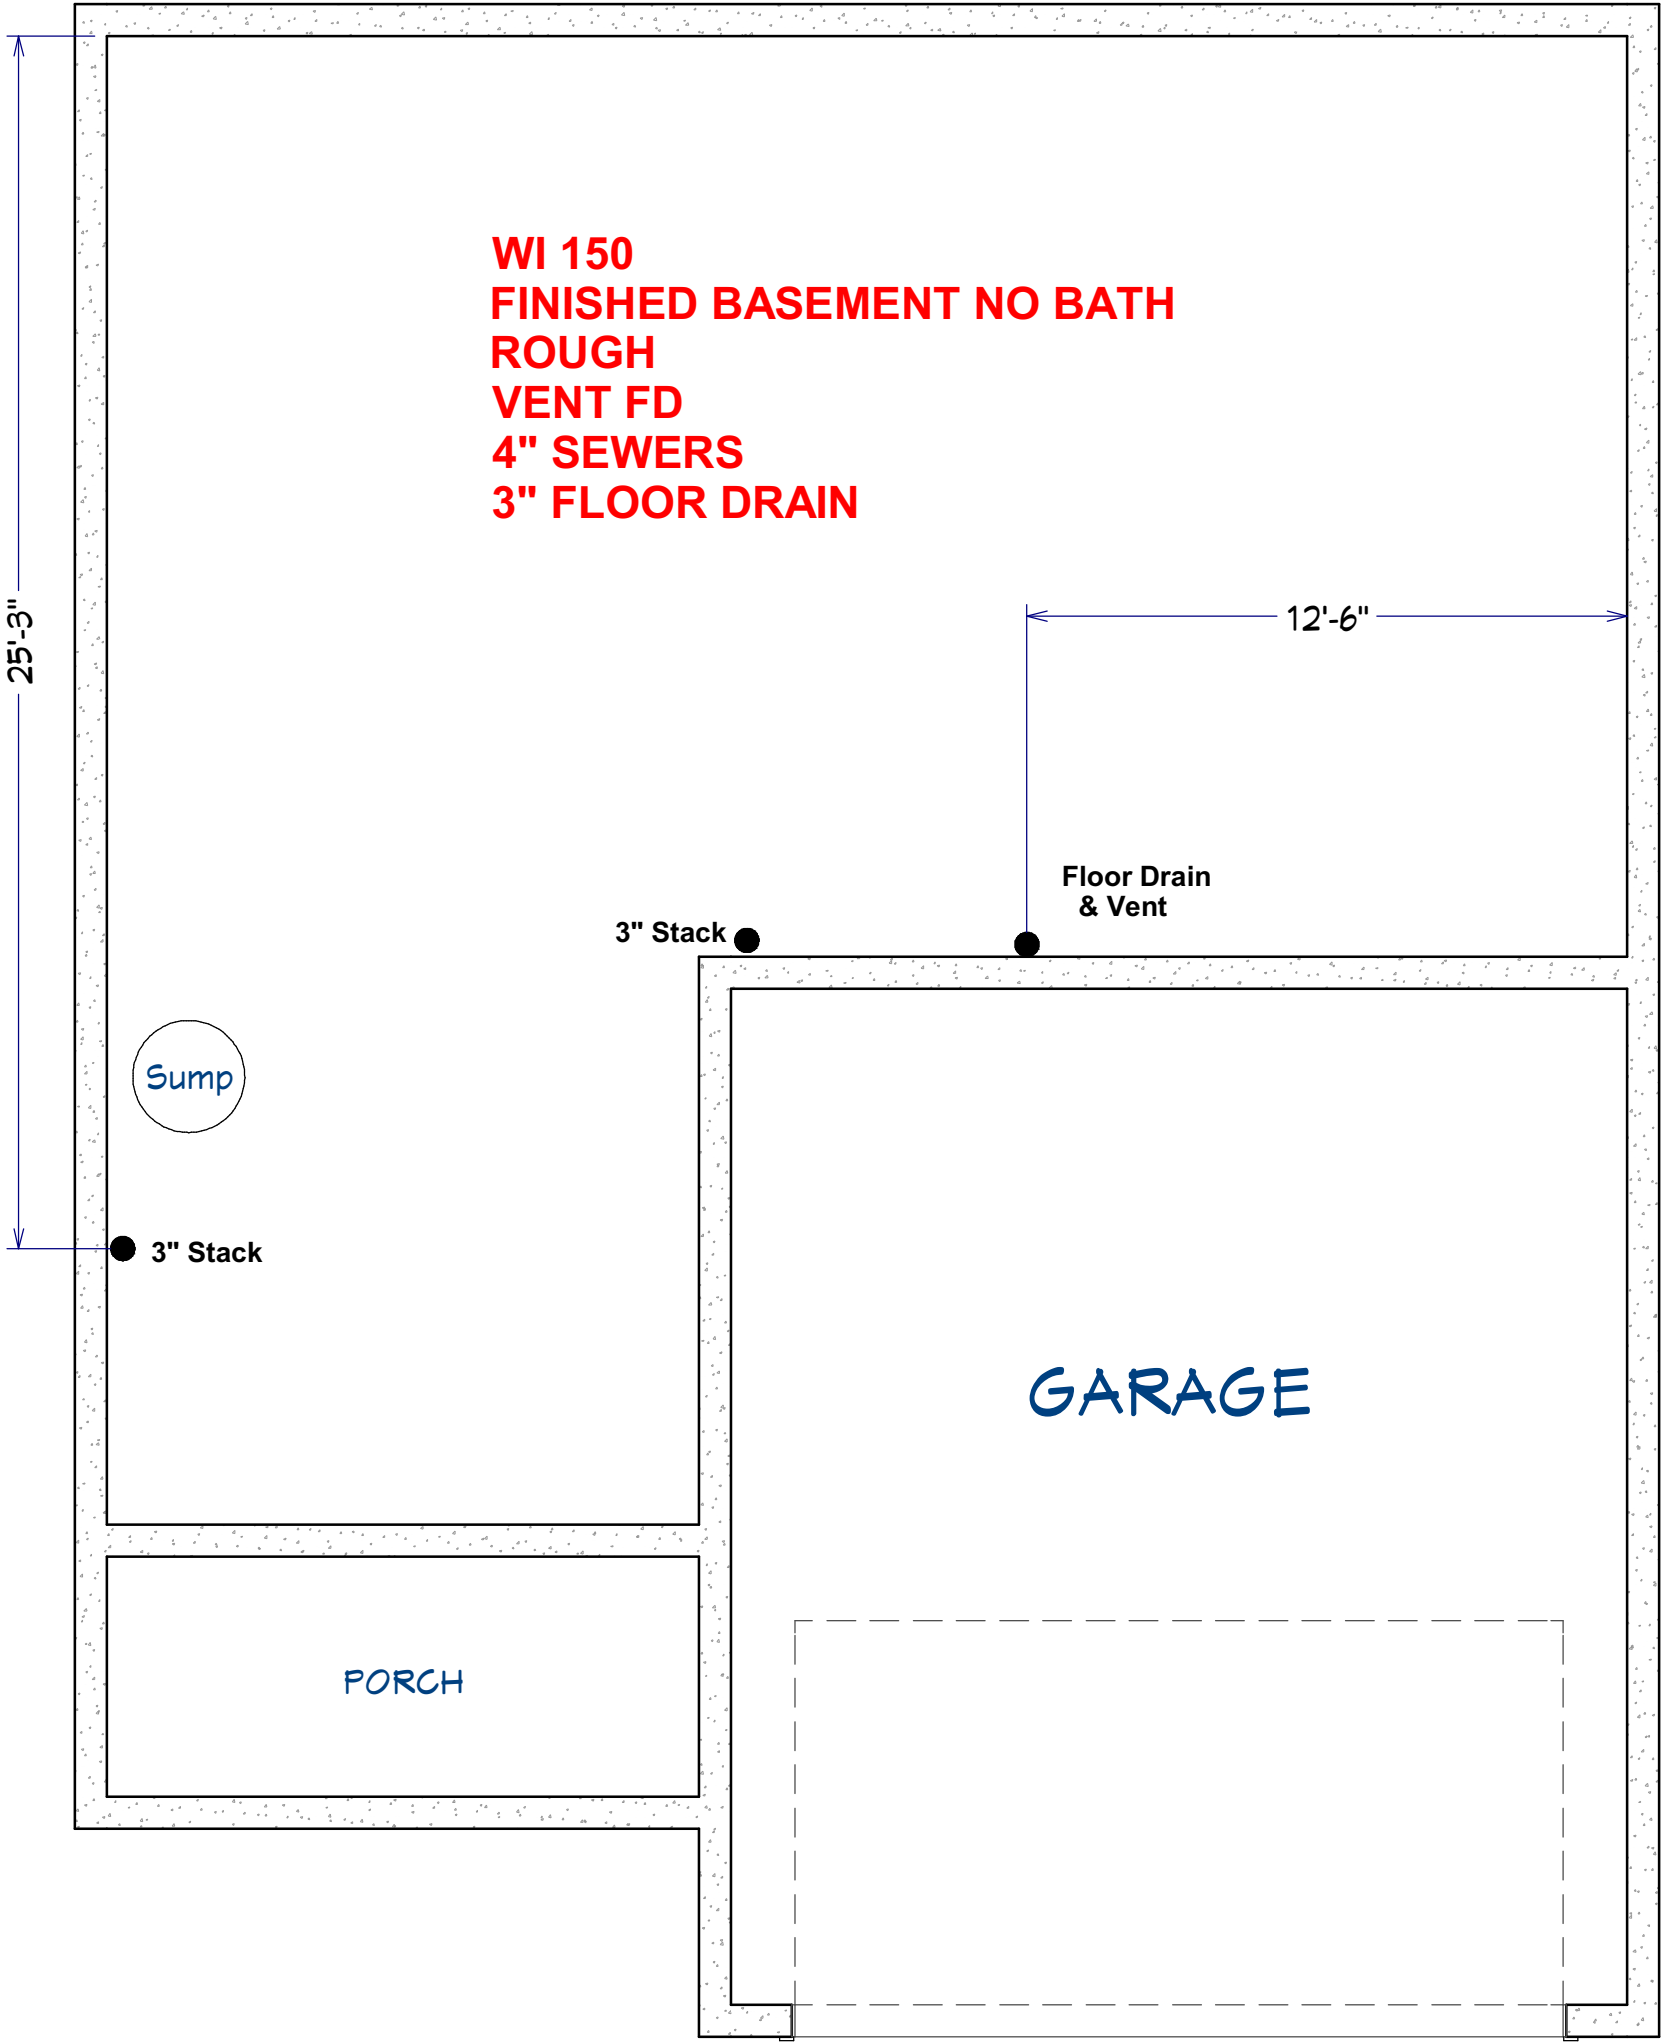 WI 150
FINISHED BASEMENT NO BATH
ROUGH
VENT FD
4" SEWERS
3" FLOOR DRAIN
25'-3"
12'-6"
Floor Drain
& Vent
3" Stack
Sump
3" Stack
GARAGE
PORCH